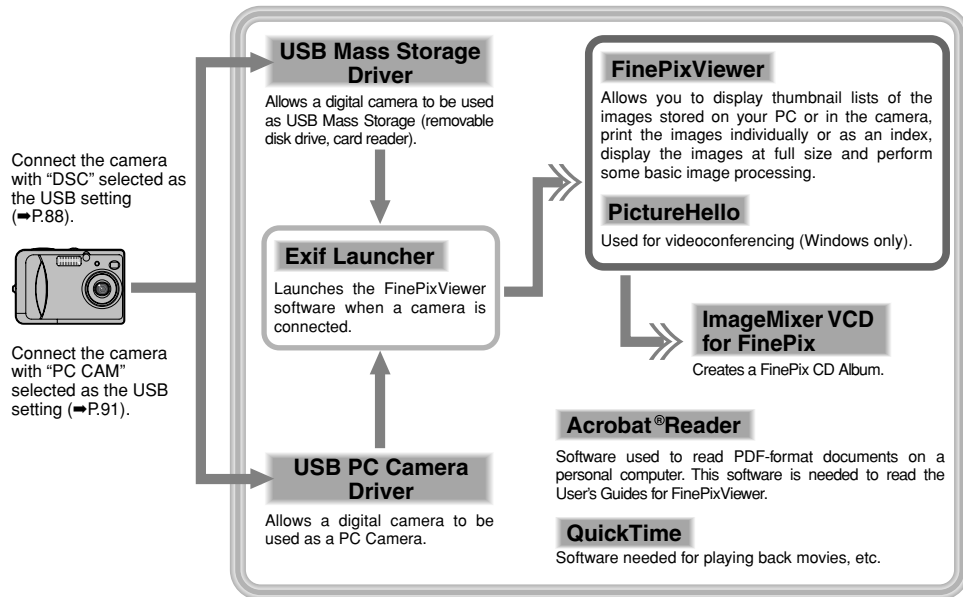 Connect the camera
with “DSC” selected as
the USB setting
(➡P.88).
Connect the camera
with “PC CAM”
selected as the USB
setting (➡P.91).
USB Mass Storage
Driver
Allows a digital camera to be used
as USB Mass Storage (removable
disk drive, card reader).
Exif Launcher
Launches the FinePixViewer
software when a camera is
connected.
USB PC Camera
Driver
Allows a digital camera to be
used as a PC Camera.
FinePixViewer
Allows you to display thumbnail lists of the
images stored on your PC or in the camera,
print the images individually or as an index,
display the images at full size and perform
some basic image processing.
PictureHello
Used for videoconferencing (Windows only).
ImageMixer VCD
for FinePix
Creates a FinePix CD Album.
Acrobat®Reader
Software used to read PDF-format documents on a
personal computer. This software is needed to read the
User’s Guides for FinePixViewer.
QuickTime
Software needed for playing back movies, etc.